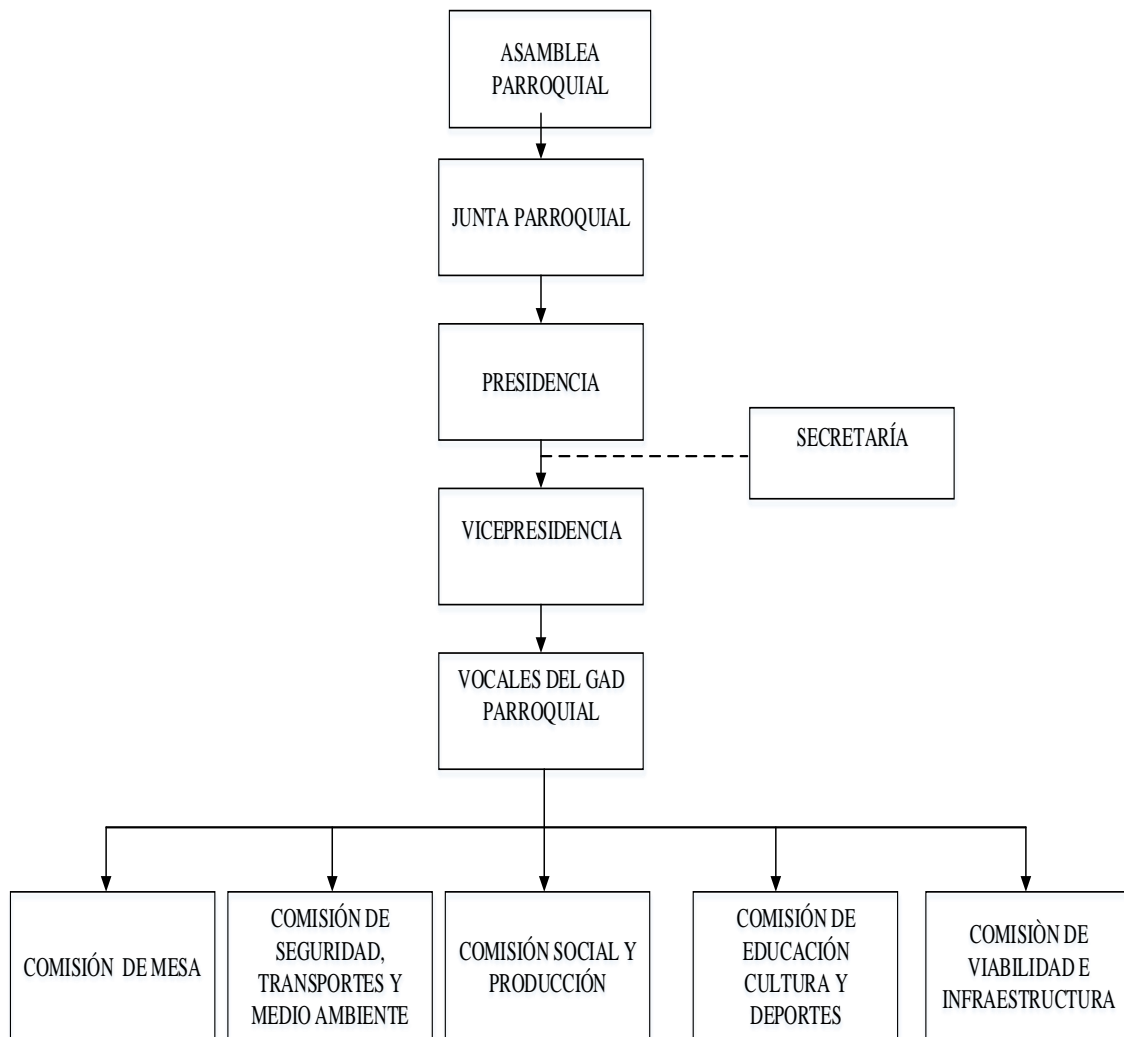 ASAMBLEA
PARROQUIAL
JUNTA PARROQUIAL
PRESIDENCIA
SECRETARÍA
VICEPRESIDENCIA
VOCALES DEL GAD
PARROQUIAL
COMISIÓN DE MESA
COMISIÓN DE
SEGURIDAD,
TRANSPORTES Y
MEDIO AMBIENTE
COMISIÓN SOCIAL Y
PRODUCCIÓN
COMISIÓN DE
EDUCACIÓN
CULTURA Y
DEPORTES
COMISIÒN DE
VIABILIDAD E
INFRAESTRUCTURA